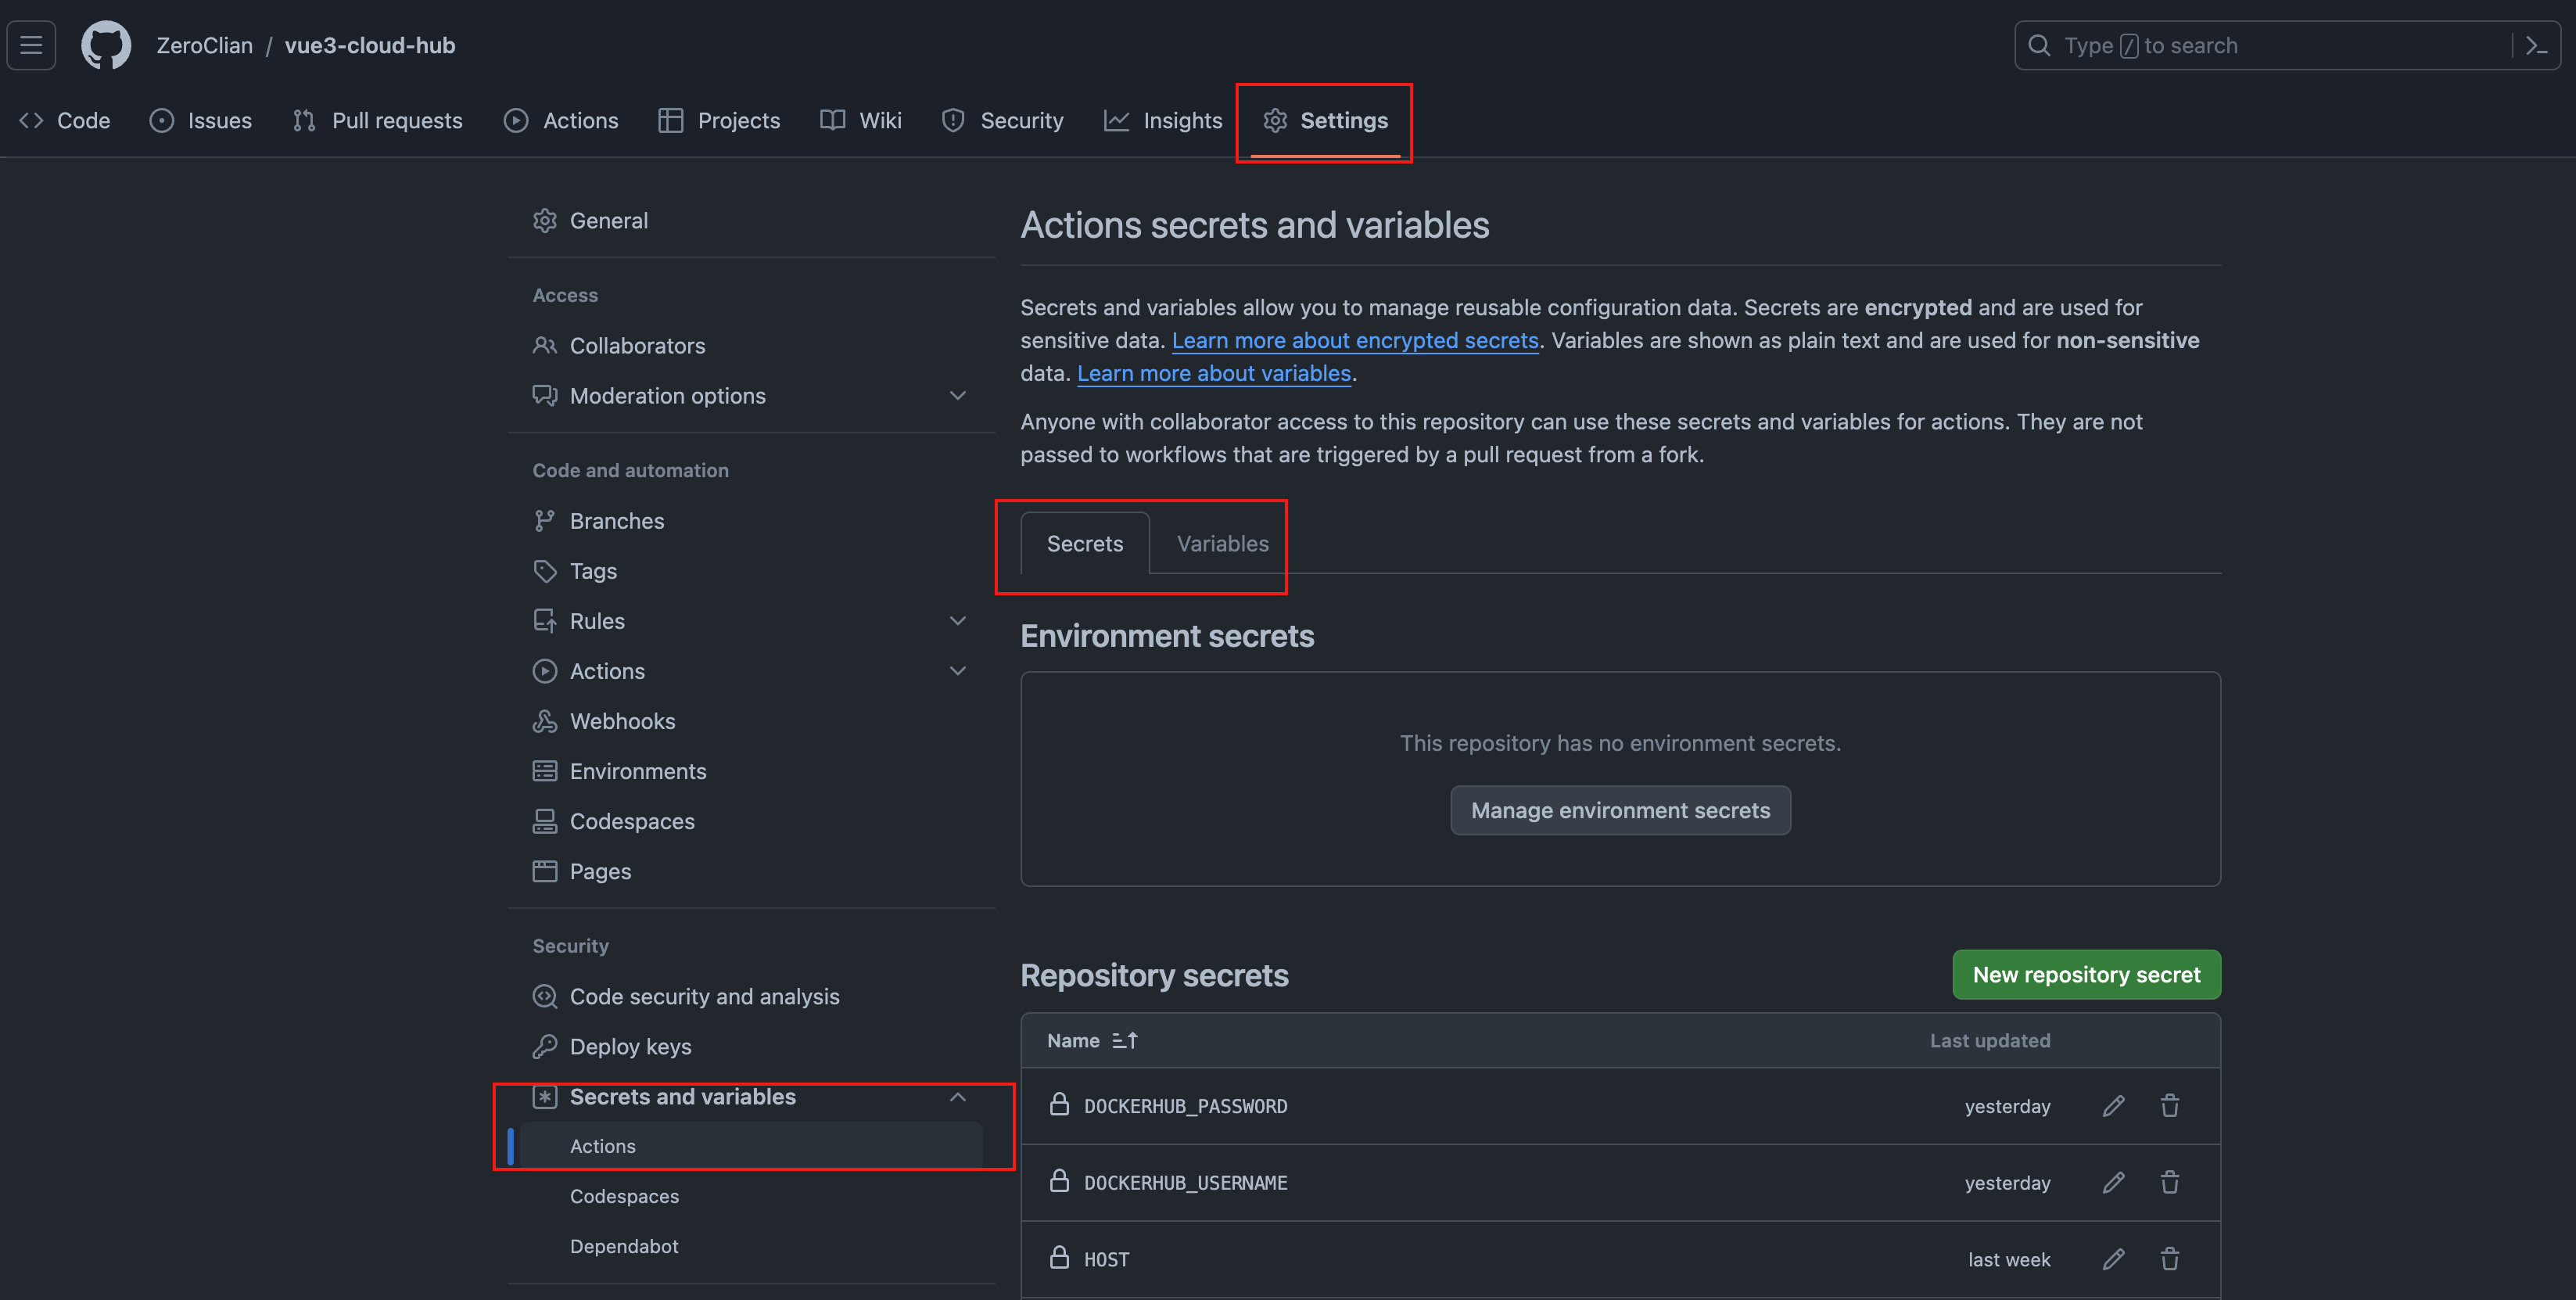 ZeroClian / vue3-cloud-hub
Type / to search
Code
Issues
Pull requests
Actions
Projects
Wiki
Security
Insights
Settings
General
Access
Collaborators
Moderation options
Code and automation
Branches
Tags
Rules
Actions
Webhooks
Environments
Codespaces
Pages
Security
Code security and analysis
Deploy keys
Secrets and variables
Actions
Codespaces
Dependabot
Actions secrets and variables
Secrets and variables allow you to manage reusable configuration data. Secrets are encrypted and are used for
sensitive data. Learn more about encrypted secrets. Variables are shown as plain text and are used for non-sensitive
data. Learn more about variables.
Anyone with collaborator access to this repository can use these secrets and variables for actions. They are not
passed to workflows that are triggered by a pull request from a fork.
Secrets
Variables
Environment secrets
This repository has no environment secrets.
Manage environment secrets
Repository secrets
New repository secret
Name
Last updated
DOCKERHUB_PASSWORD
yesterday
DOCKERHUB_USERNAME
yesterday
HOST
last week